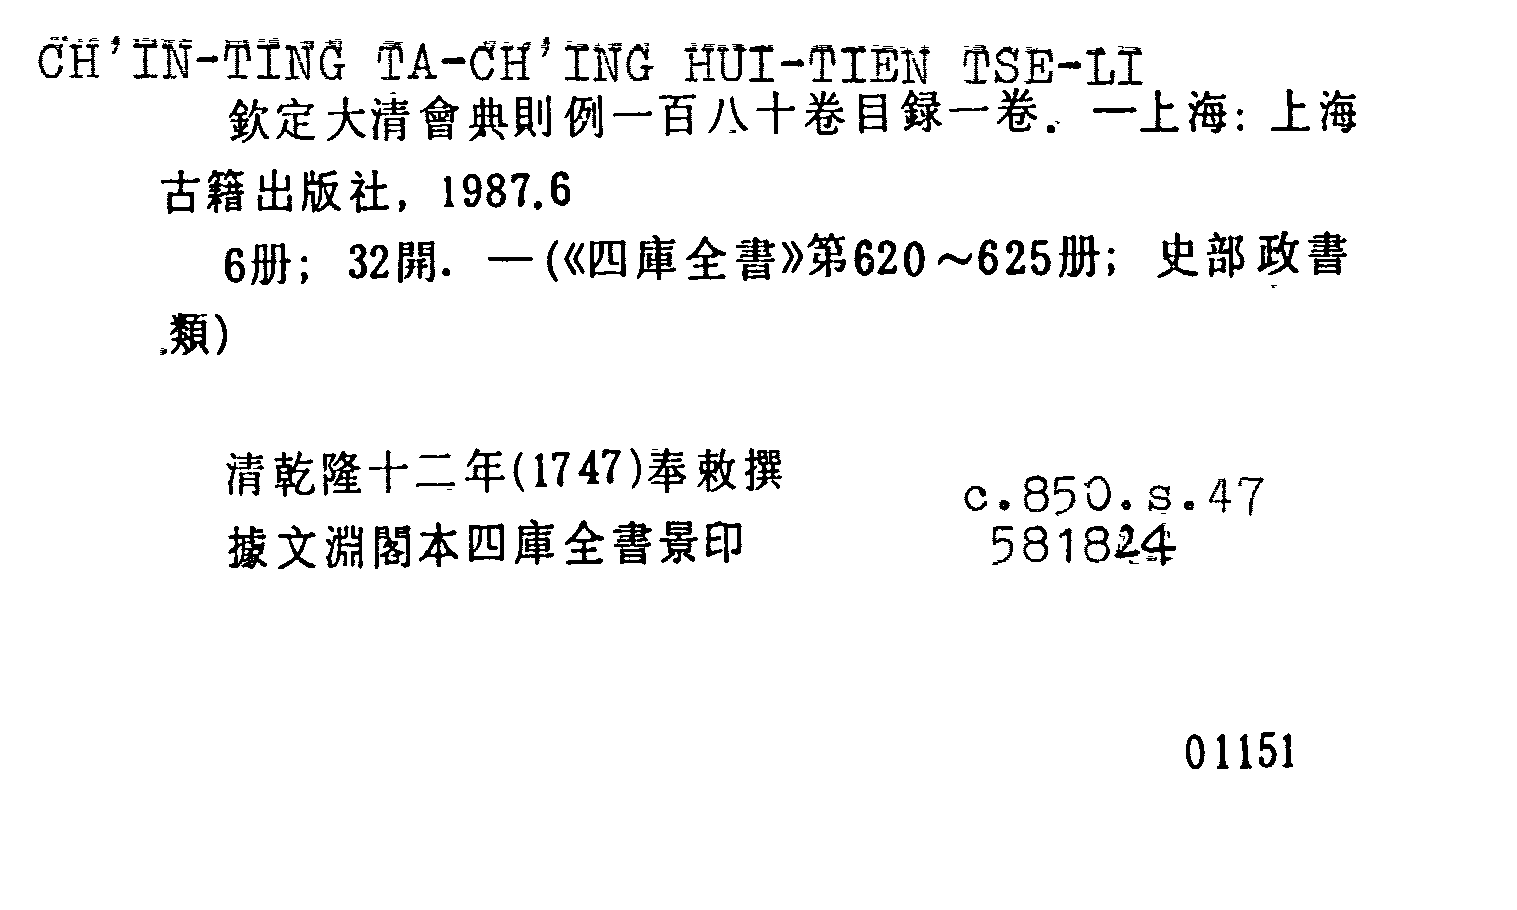 CH'IN-TING TA-CH'ING HUI-TIEN TSE-LI
欽定大清會典則例一百八十卷目録一卷. —上海: 上海
古籍出版社, 1987.6
6册; 32開. —(《四庫全書》第620～625册; 史部政書
類)
清乾隆十二年(1747)奉敕撰
c.850.s.47
據文淵閣本四庫全書景印
581824
01151